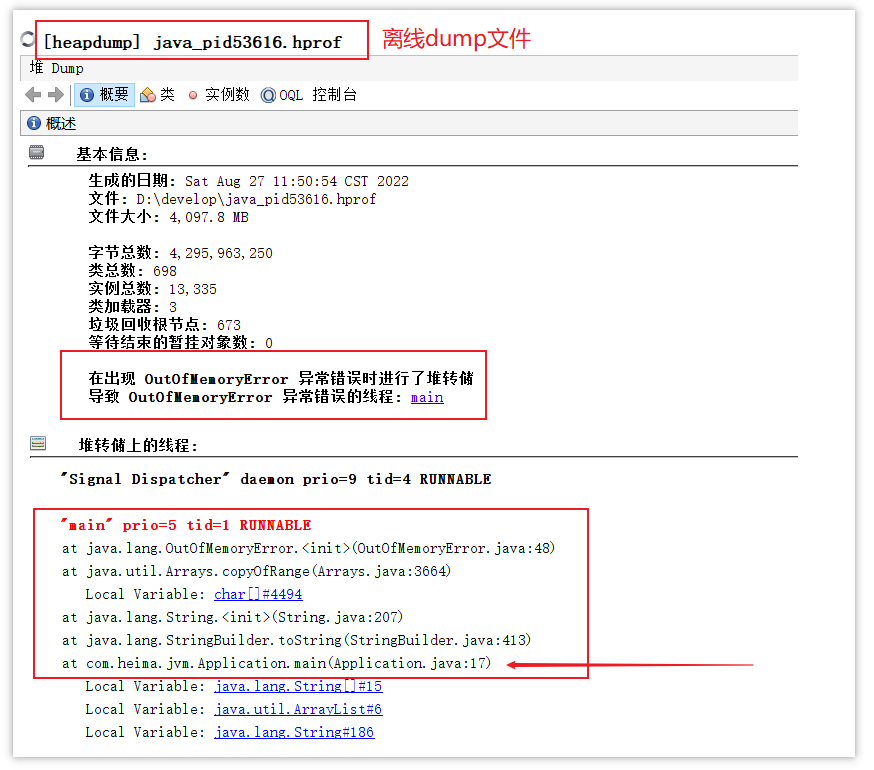 [heapdump] java_pid53616.hprof 离线dump文件
堆 Dump
概要 类 实例数 OQL 控制台
概述
基本信息:
生成的日期: Sat Aug 27 11:50:54 CST 2022
文件: D:\develop\java_pid53616.hprof
文件大小: 4,097.8 MB
字节总数: 4,295,963,250
类总数: 698
实例总数: 13,335
类加载器: 3
垃圾回收根节点: 673
等待结束的暂挂对象数: 0
在出现 OutOfMemoryError 异常错误时进行了堆转储
导致 OutOfMemoryError 异常错误的线程: main
堆转储上的线程:
"Signal Dispatcher" daemon prio=9 tid=4 RUNNABLE
"main" prio=5 tid=1 RUNNABLE
at java.lang.OutOfMemoryError.<init>(OutOfMemoryError.java:48)
at java.util.Arrays.copyOfRange(Arrays.java:3664)
Local Variable: char[]#4494
at java.lang.String.<init>(String.java:207)
at java.lang.StringBuilder.toString(StringBuilder.java:413)
at com.heima.jvm.Application.main(Application.java:17)
Local Variable: java.lang.String[]#15
Local Variable: java.util.ArrayList#6
Local Variable: java.lang.String#186